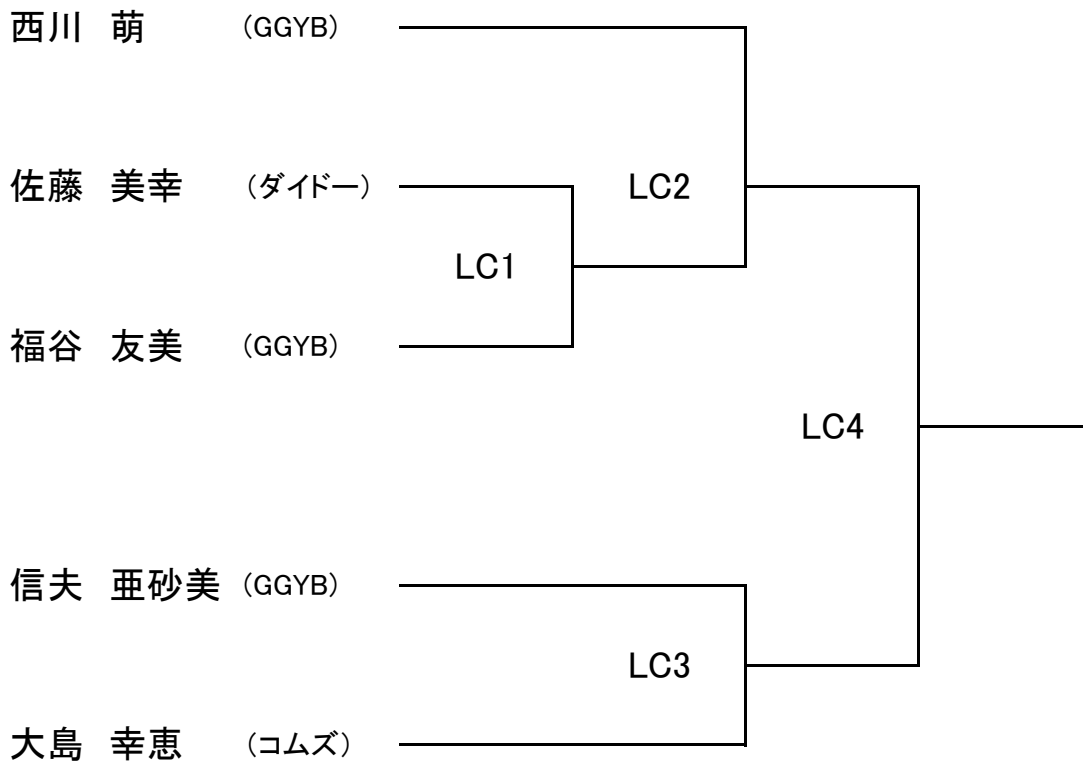 西川　萌　(GGYB)
佐藤　美幸　(ダイドー)
LC2
LC1
福谷　友美　(GGYB)
LC4
信夫　亜砂美　(GGYB)
LC3
大島　幸恵　(コムズ)